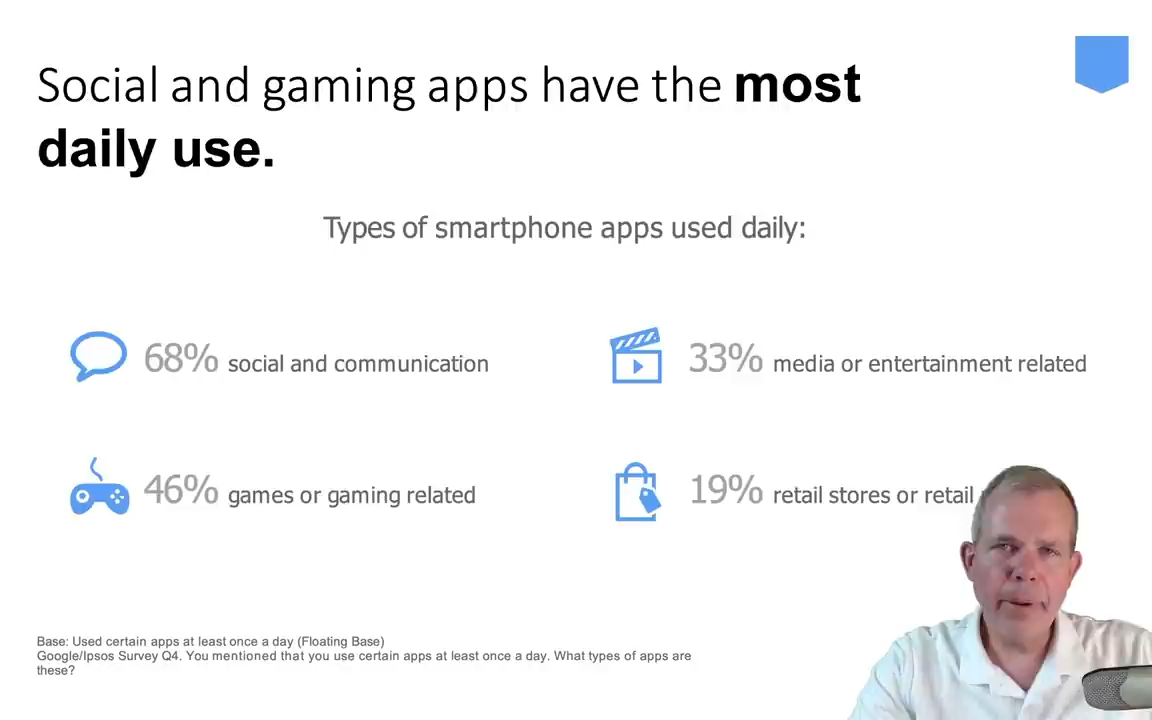 Social and gaming apps have the most
daily use.
Types of smartphone apps used daily:
68% social and communication
33% media or entertainment related
46% games or gaming related
19% retail stores or retail
Base: Used certain apps at least once a day (Floating Base)
Google/Ipsos Survey Q4. You mentioned that you use certain apps at least once a day. What types of apps are
these?